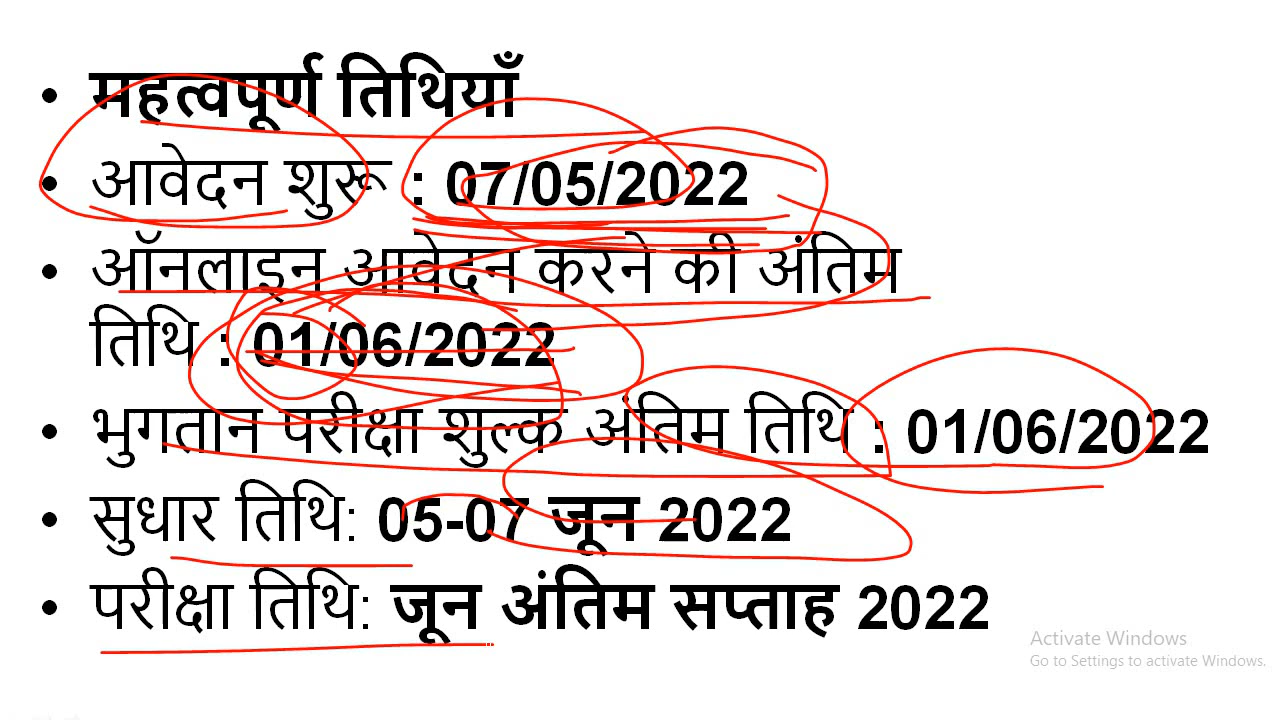 • महत्वपूर्ण तिथियाँ
• आवेदन शुरू : 07/05/2022
• ऑनलाइन आवेदन करने की अंतिम
तिथि : 01/06/2022
• भुगतान परीक्षा शुल्क अंतिम तिथि : 01/06/2022
• सुधार तिथि: 05-07 जून 2022
• परीक्षा तिथि: जून अंतिम सप्ताह 2022
Activate Windows
Go to Settings to activate Windows.